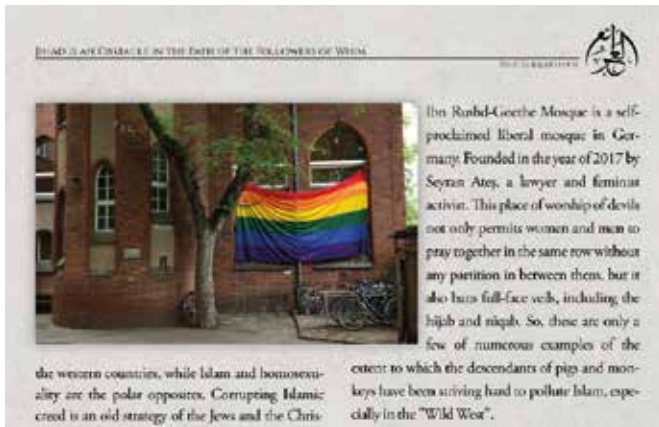 Jihad is an Obstacle in the Path of the Followers of Whims
the western countries, while Islam and homosexu-
ality are the polar opposites. Corrupting Islamic
creed is an old strategy of the Jews and the Chris-
Ibn Rushd-Goethe Mosque is a self-
proclaimed liberal mosque in Ger-
many. Founded in the year of 2017 by
Seyran Ateş, a lawyer and feminist
activist. This place of worship of devils
not only permits women and men to
pray together in the same row without
any partition in between them, but it
also bans full-face veils, including the
hijab and niqab. So, these are only a
few of numerous examples of the
extent to which the descendants of pigs and mon-
keys have been striving hard to pollute Islam, espe-
cially in the "Wild West".